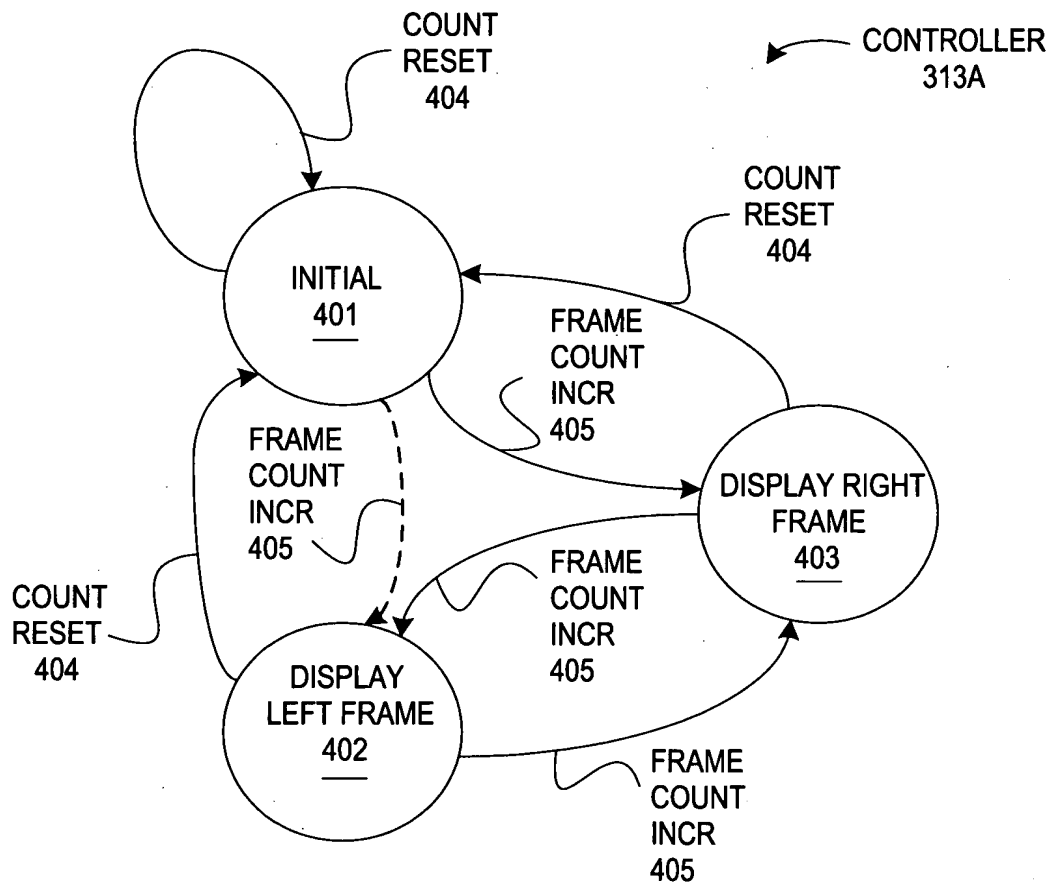 COUNT
RESET
404
CONTROLLER
313A
COUNT
RESET
404
INITIAL
401
FRAME
COUNT
INCR
405
FRAME
COUNT
INCR
405
DISPLAY RIGHT
FRAME
403
FRAME
COUNT
INCR
405
COUNT
RESET
404
DISPLAY
LEFT FRAME
402
FRAME
COUNT
INCR
405